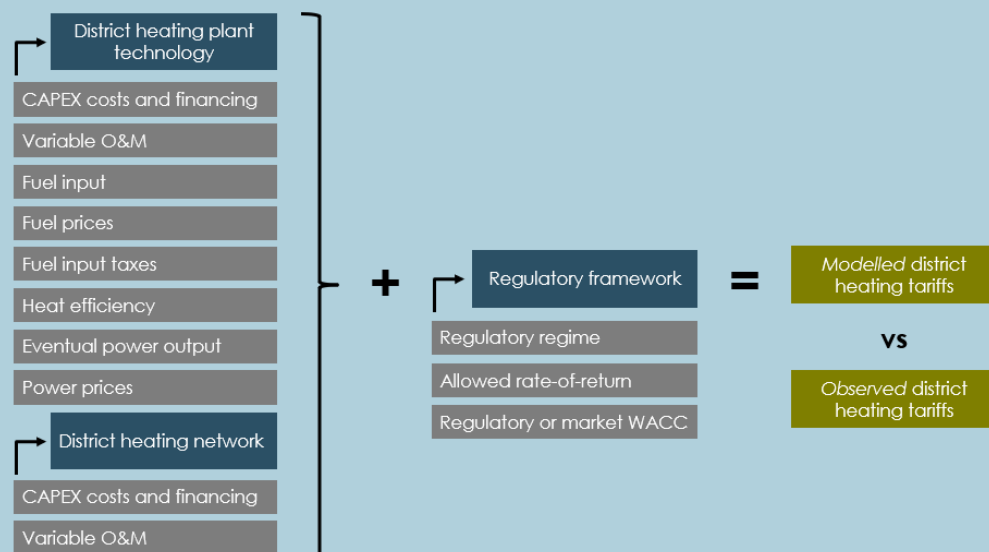 District heating plant
technology
CAPEX costs and financing
Variable O&M
Fuel input
Fuel prices
Fuel input taxes
Heat efficiency
Eventual power output
Power prices
District heating network
CAPEX costs and financing
Variable O&M
+
Regulatory framework
Regulatory regime
Allowed rate-of-return
Regulatory or market WACC
=
Modelled district
heating tariffs
vs
Observed district
heating tariffs